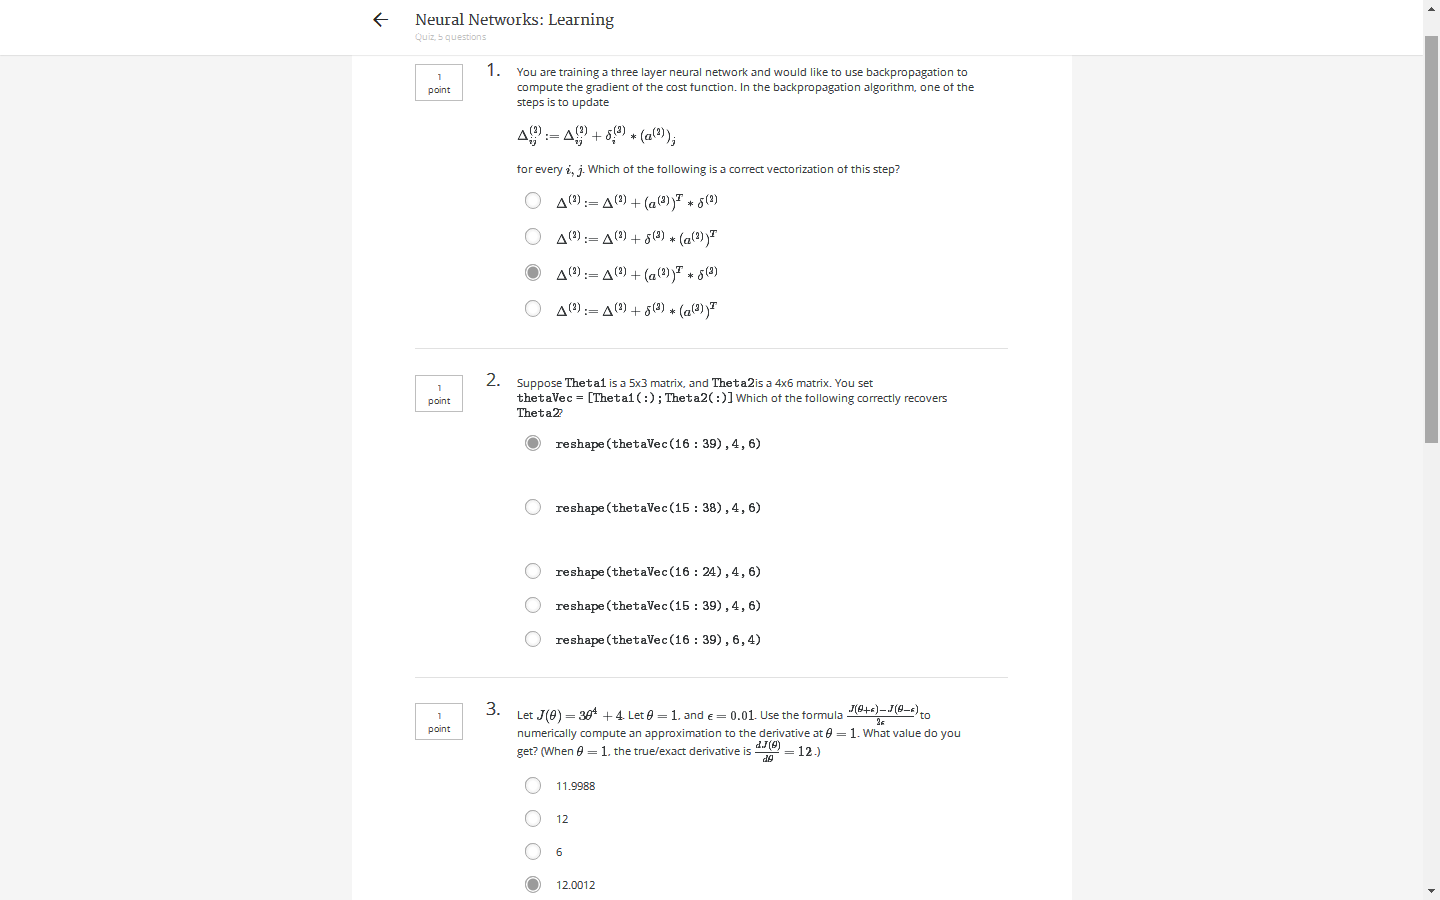 Neural Networks: Learning
Quiz, 5 questions
1
point
1. You are training a three layer neural network and would like to use backpropagation to
compute the gradient of the cost function. In the backpropagation algorithm, one of the
steps is to update
Δ_{ij}^{(2)} := Δ_{ij}^{(2)} + δ_i^{(3)} * (a^{(2)})_j
for every i, j. Which of the following is a correct vectorization of this step?
Δ^{(2)} := Δ^{(2)} + (a^{(3)})^T * δ^{(2)}
Δ^{(2)} := Δ^{(2)} + δ^{(3)} * (a^{(2)})^T
Δ^{(2)} := Δ^{(2)} + (a^{(2)})^T * δ^{(3)}
Δ^{(2)} := Δ^{(2)} + δ^{(3)} * (a^{(3)})^T
1
point
2. Suppose Theta1 is a 5x3 matrix, and Theta2 is a 4x6 matrix. You set
thetaVec = [Theta1(:); Theta2(:)] Which of the following correctly recovers
Theta2?
reshape(thetaVec(16 : 39), 4, 6)
reshape(thetaVec(15 : 38), 4, 6)
reshape(thetaVec(16 : 24), 4, 6)
reshape(thetaVec(15 : 39), 4, 6)
reshape(thetaVec(16 : 39), 6, 4)
1
point
3. Let J(θ) = 3θ^4 + 4. Let θ = 1, and ϵ = 0.01. Use the formula \frac{J(θ+ϵ)−J(θ−ϵ)}{2ϵ} to
numerically compute an approximation to the derivative at θ = 1. What value do you
get? (When θ = 1, the true/exact derivative is \frac{dJ(θ)}{dθ} = 12.)
11.9988
12
6
12.0012